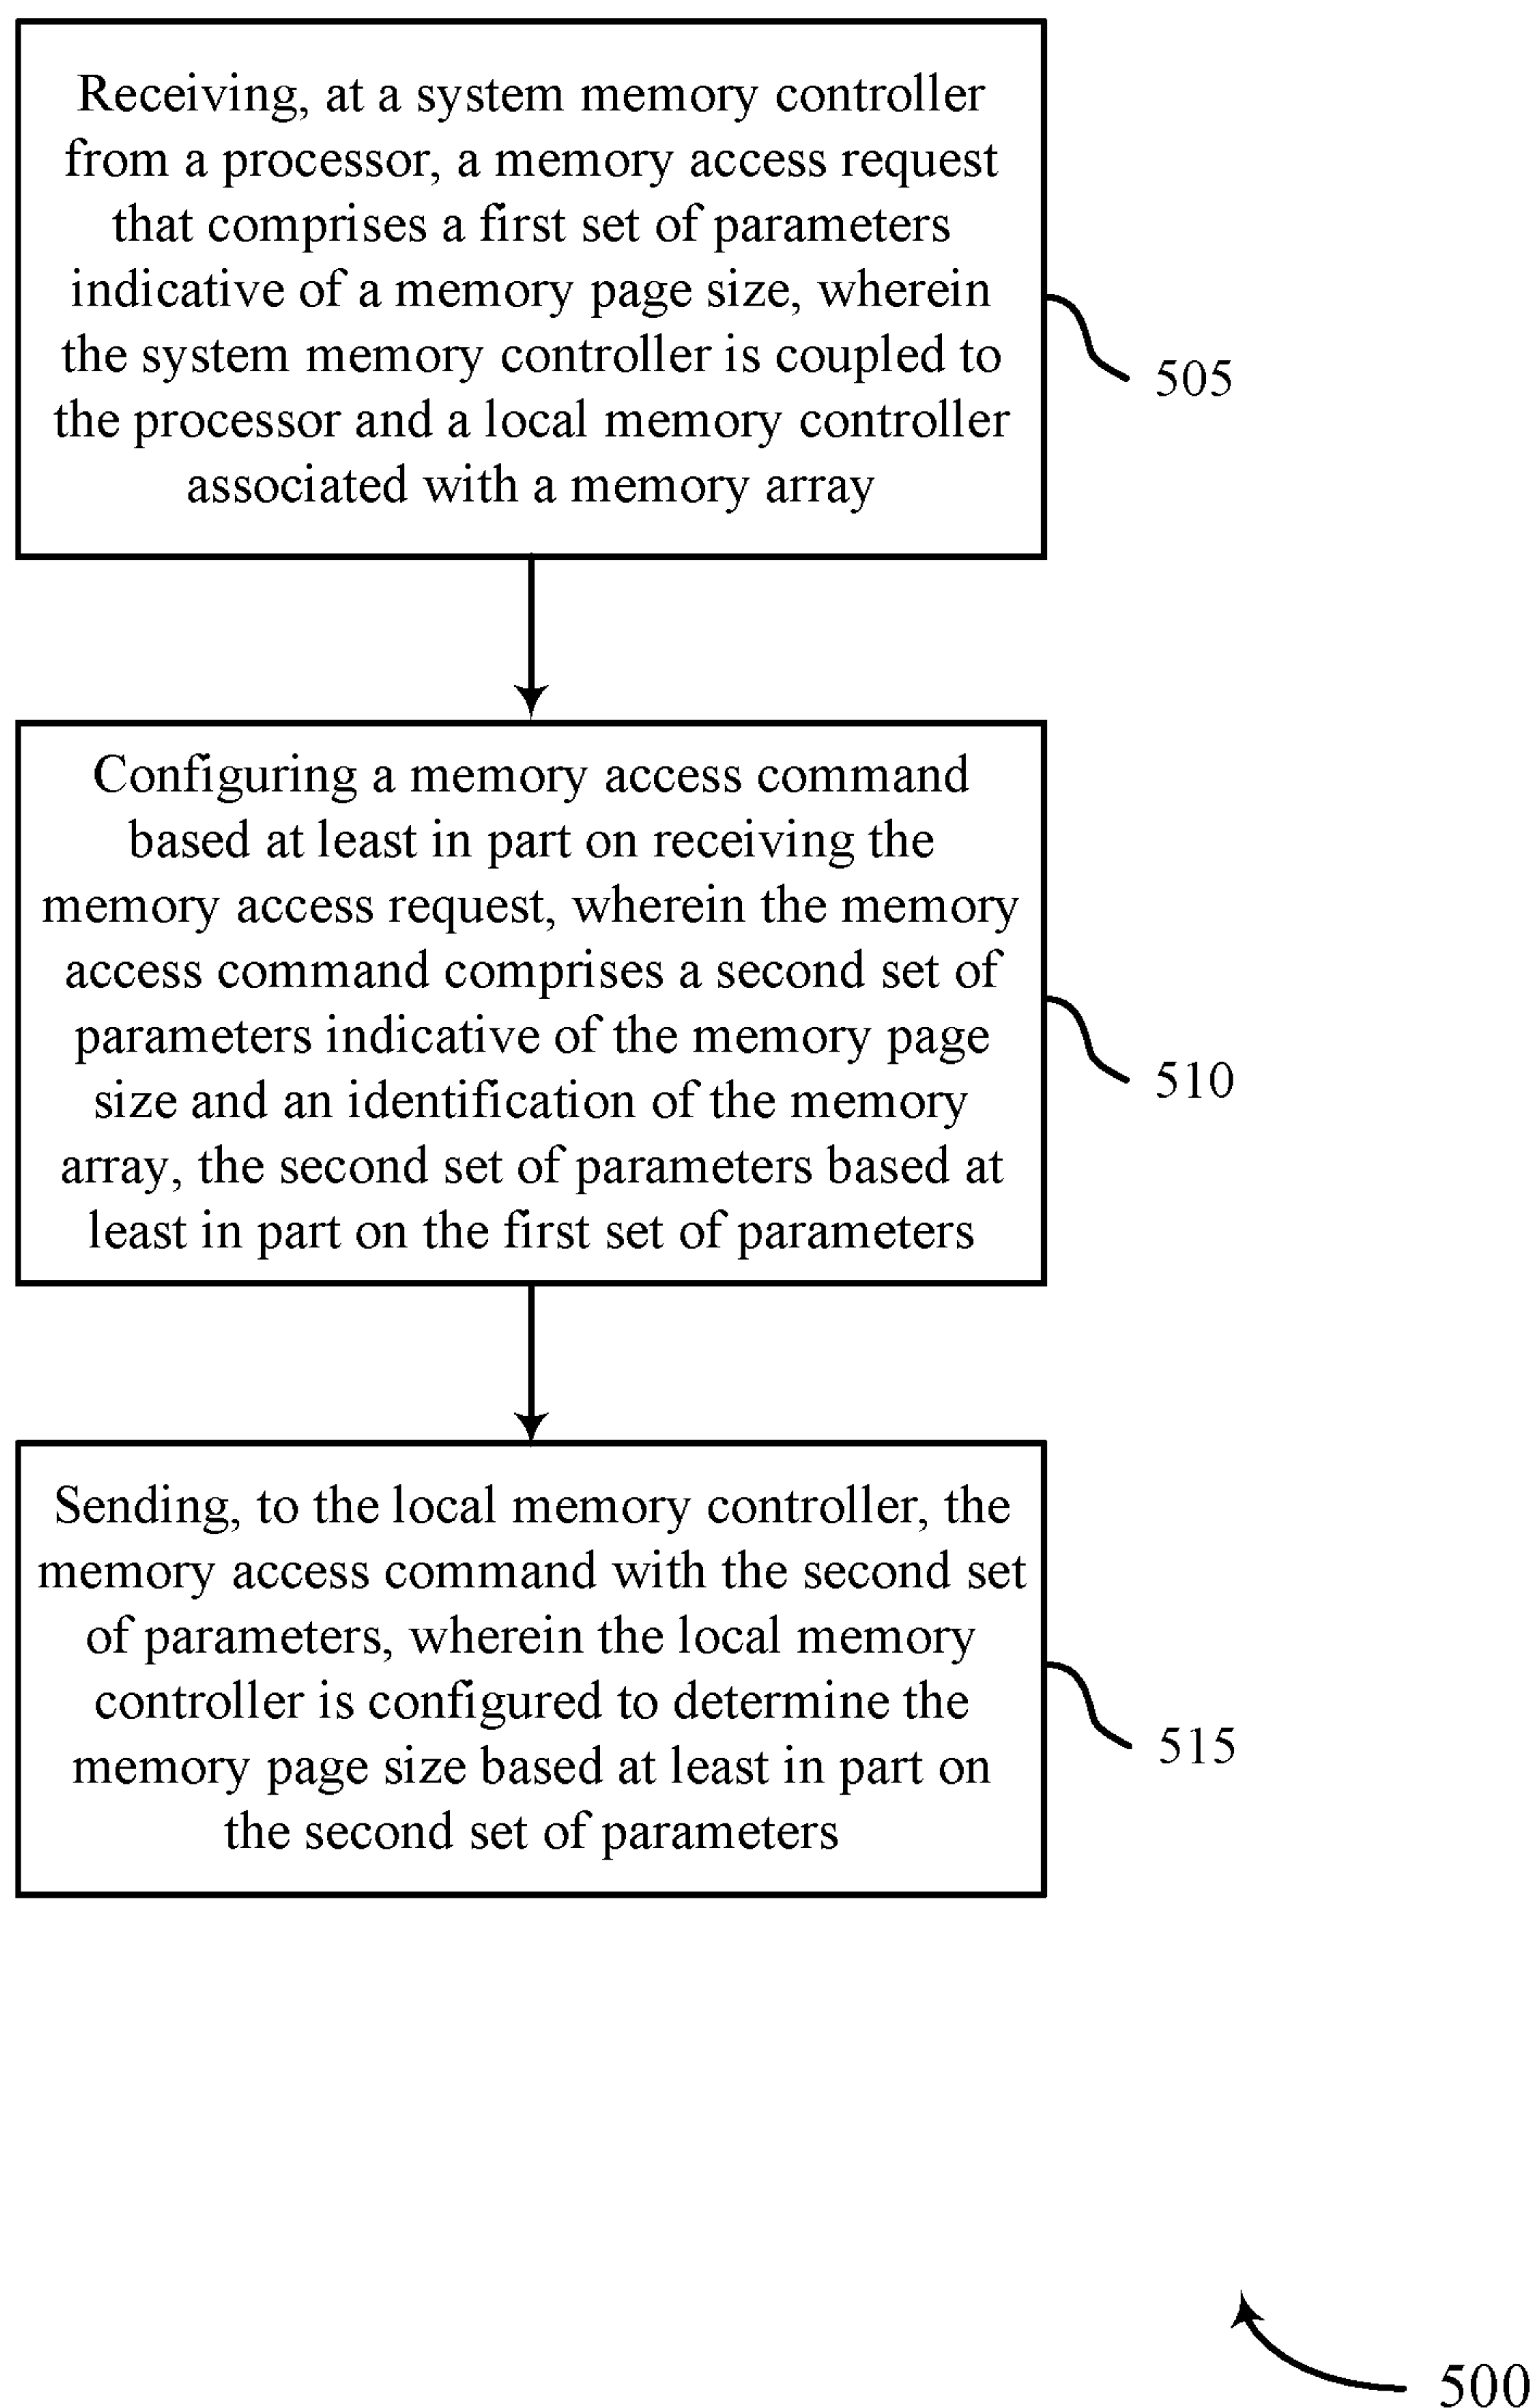 Receiving, at a system memory controller
from a processor, a memory access request
that comprises a first set of parameters
indicative of a memory page size, wherein
the system memory controller is coupled to
the processor and a local memory controller
associated with a memory array
505
Configuring a memory access command
based at least in part on receiving the
memory access request, wherein the memory
access command comprises a second set of
parameters indicative of the memory page
size and an identification of the memory
array, the second set of parameters based at
least in part on the first set of parameters
510
Sending, to the local memory controller, the
memory access command with the second set
of parameters, wherein the local memory
controller is configured to determine the
memory page size based at least in part on
the second set of parameters
515
500